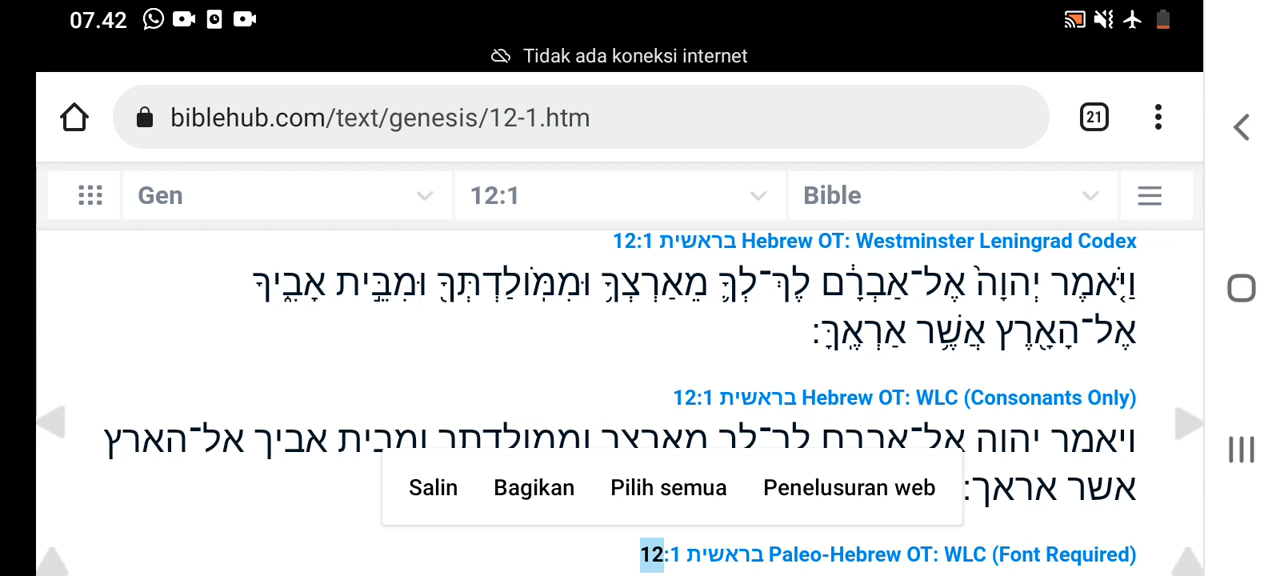 07.42
Tidak ada koneksi internet
biblehub.com/text/genesis/12-1.htm
21
Gen 12:1 Bible
12:1 בראשית Hebrew OT: Westminster Leningrad Codex
וַיֹּ֤אמֶר יְהוָה֙ אֶל־אַבְרָ֔ם לֶךְ־לְךָ֛ מֵאַרְצְךָ֥ וּמִמֹּֽולַדְתְּךָ֖ וּמִבֵּ֣ית אָבִ֑יךָ
אֶל־הָאָ֖רֶץ אֲשֶׁ֥ר אַרְאֶֽךָּ׃
12:1 בראשית Hebrew OT: WLC (Consonants Only)
ויאמר יהוה אל־אברם לך־לך מארצך וממולדתך ומבית אביך אל־הארץ
אשר אראך׃
Salin Bagikan Pilih semua Penelusuran web
12:1 בראשית Paleo-Hebrew OT: WLC (Font Required)